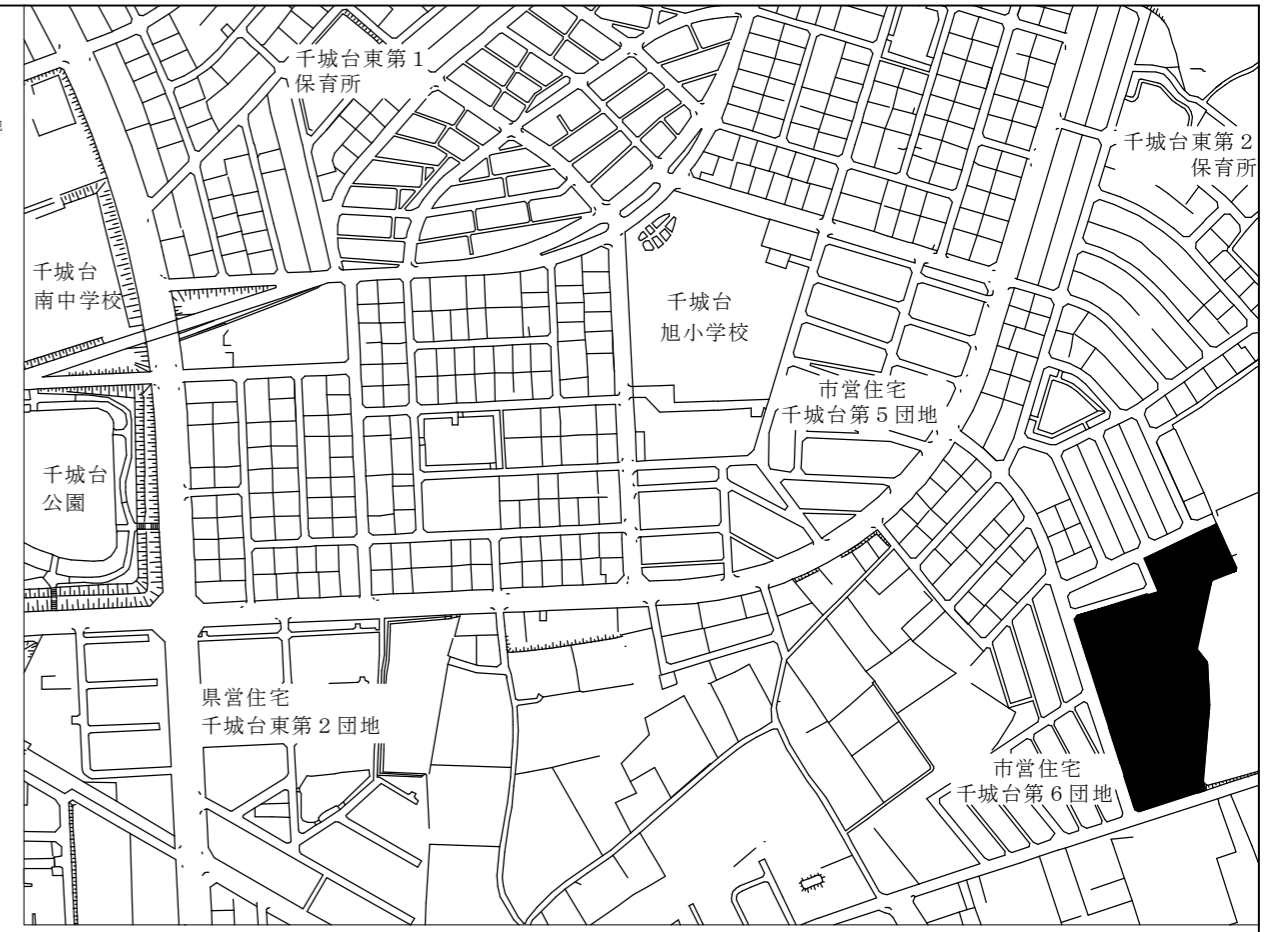 千城台東第１
保育所
千城台東第２
保育所
千城台
南中学校
千城台
旭小学校
市営住宅
千城台第５団地
千城台
公園
県営住宅
千城台東第２団地
市営住宅
千城台第６団地